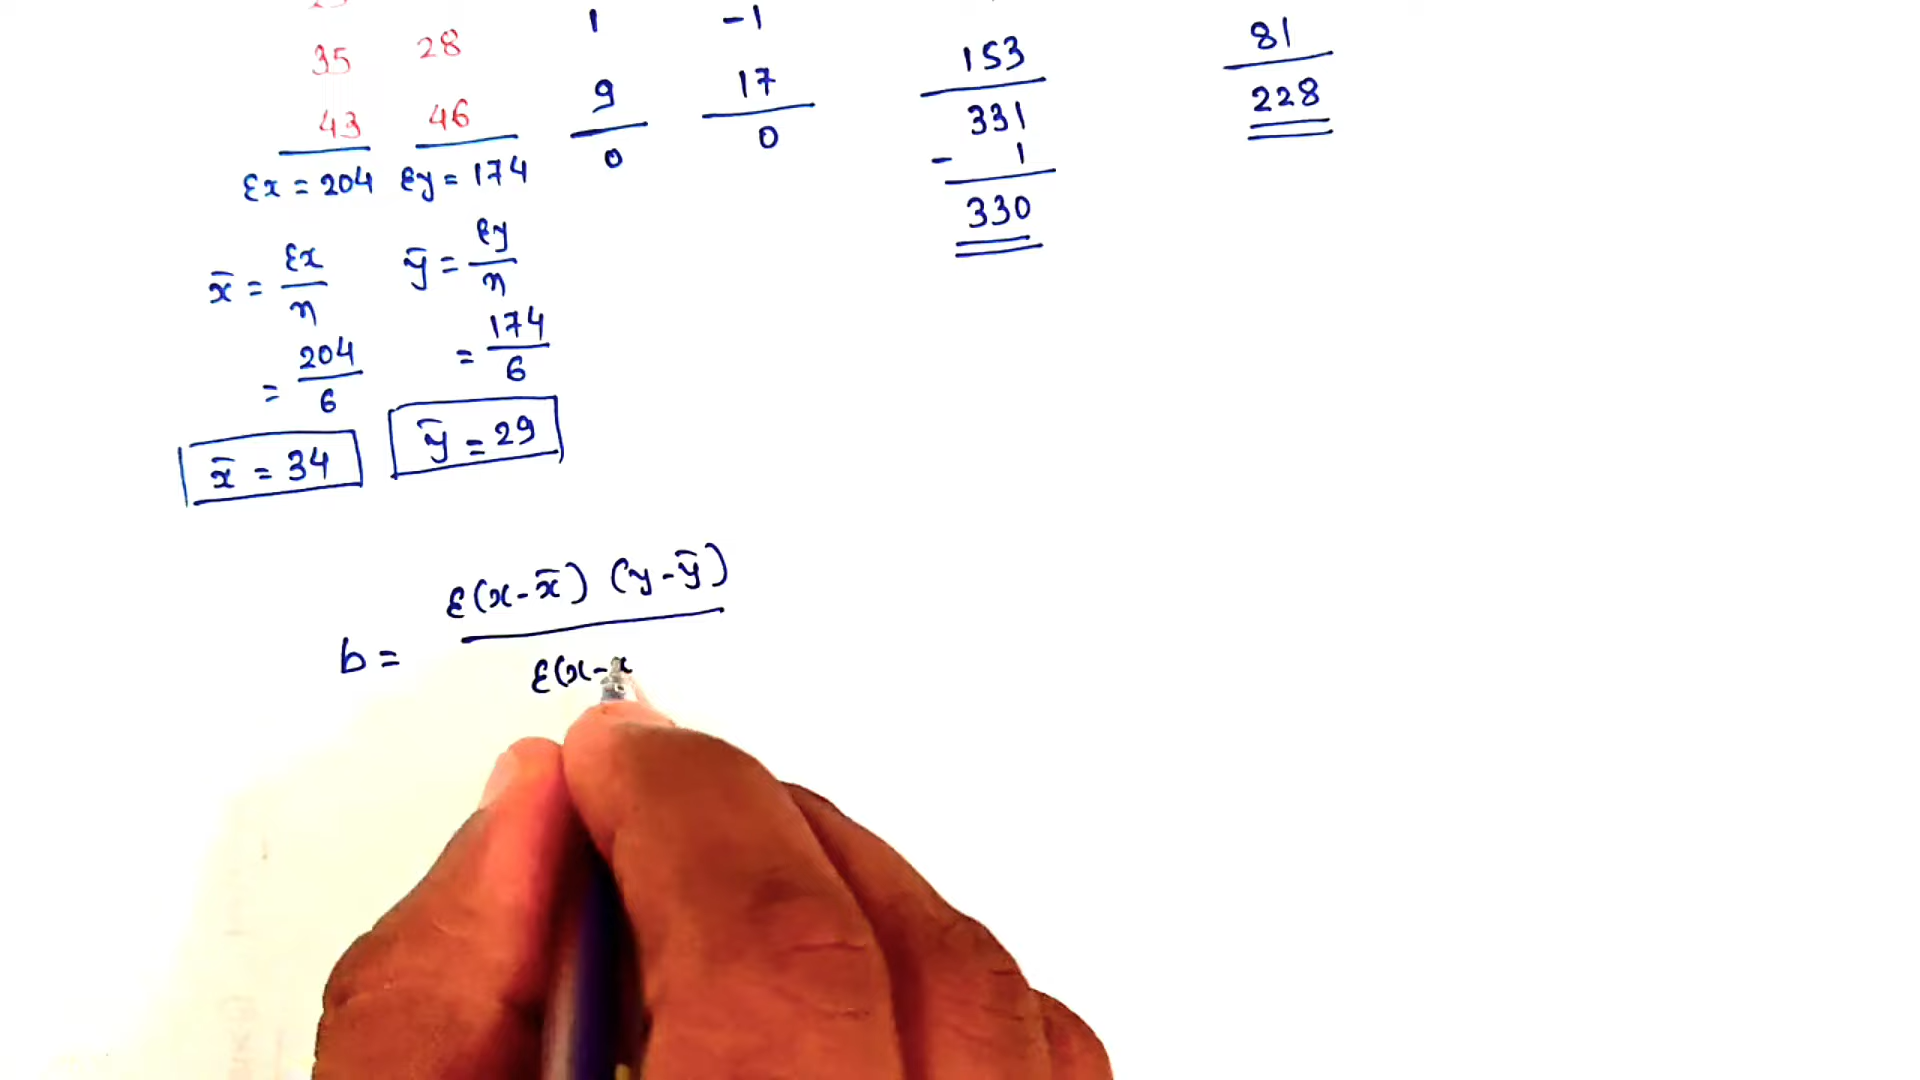 1 -1
81
35 28
153
9 17
228
43 46
331
0 0
- 1
Σx = 204 Σy = 174
330
x̄ = Σx/n ȳ = Σy/n
= 204/6 = 174/6
x̄ = 34 ȳ = 29
b = Σ(x-x̄) (y-ȳ)
Σ(x-x